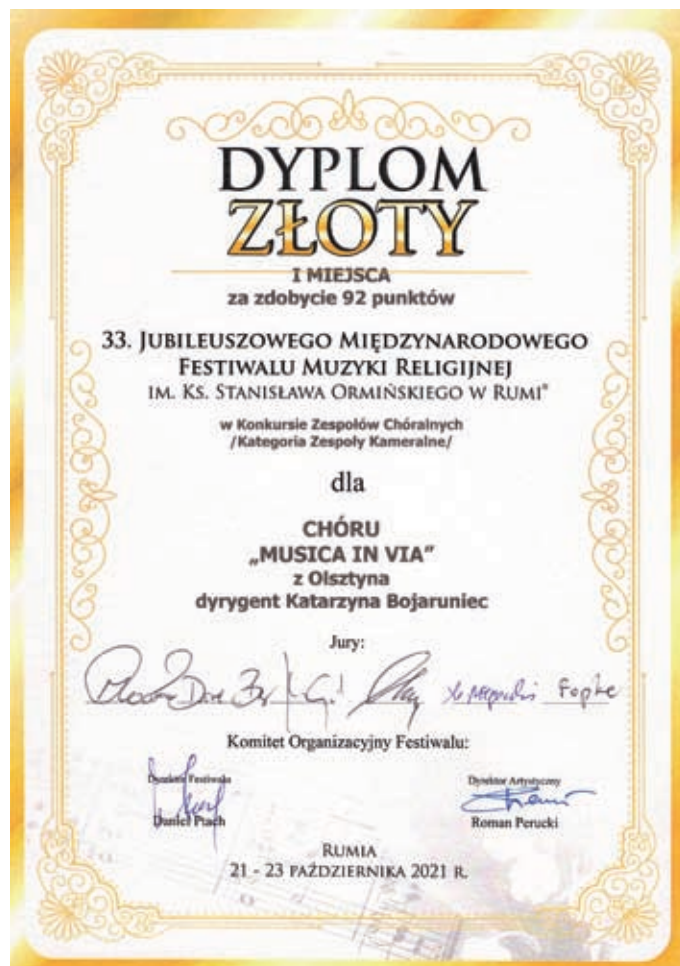 DYPLOM
ZŁOTY
I MIEJSCA
za zdobycie 92 punktów
33. JUBILEUSZOWEGO MIĘDZYNARODOWEGO
FESTIWALU MUZYKI RELIGIJNEJ
IM. KS. STANISŁAWA ORMIŃSKIEGO W RUMI"
w Konkursie Zespołów Chóralnych
/Kategoria Zespoły Kameralne/
dla
CHÓRU
„MUSICA IN VIA”
z Olsztyna
dyrygent Katarzyna Bojaruniec
Jury:
Fopke
Komitet Organizacyjny Festiwalu:
Dyrektor Festiwalu
Dyrektor Artystyczny
Daniel Ptach
Roman Perucki
RUMIA
21 - 23 PAŹDZIERNIKA 2021 R.